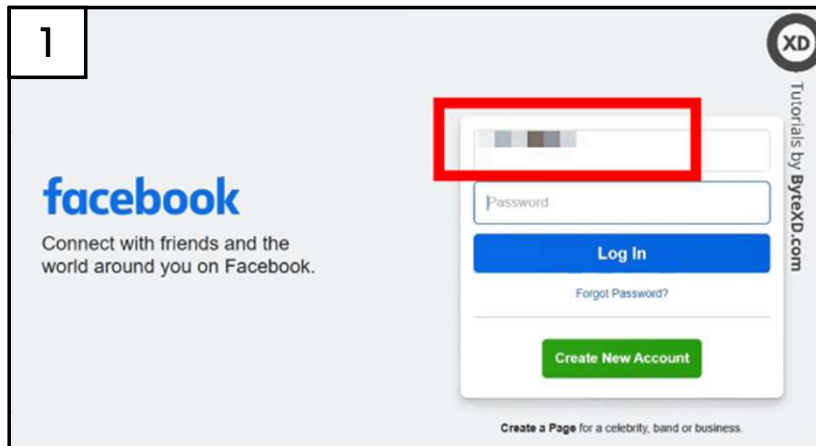 1
XD
Tutorials by ByteXD.com
facebook
Connect with friends and the
world around you on Facebook.
Password
Log In
Forgot Password?
Create New Account
Create a Page for a celebrity, band or business.